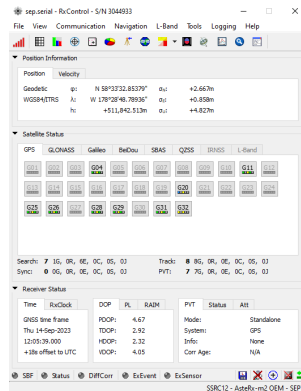 sep.serial - RxControl - S/N 3044933
File View Communication Navigation L-Band Tools Logging Help
Position Information
Position Velocity
Geodetic φ: N 58°33'32.85379" σφ: +2.667m
WGS84/ITRS λ: W 178°28'48.78936" σλ: +0.858m
h: +511,842.513m σh: +4.827m
Satellite Status
GPS GLONASS Galileo BeiDou SBAS QZSS IRNSS L-Band
G01 G02 G03 G04 G05 G06 G07 G08 G09 G10 G11 G12
G13 G14 G15 G16 G17 G18 G19 G20 G21 G22 G23 G24
G25 G26 G27 G28 G29 G30 G31 G32
Search: 7 1G, 0R, 6E, 0C, 0S, 0J Track: 8 8G, 0R, 0E, 0C, 0S, 0J
Sync: 0 0G, 0R, 0E, 0C, 0S, 0J PVT: 7 7G, 0R, 0E, 0C, 0S, 0J
Receiver Status
Time RxClock DOP PL RAIM PVT Status Att
GNSS time frame PDOP: 4.67 Mode: Standalone
Thu 14-Sep-2023 TDOP: 2.92 System: GPS
12:05:39.000 HDOP: 2.32 Info: None
+18s offset to UTC VDOP: 4.05 Corr Age: N/A
SBF Status DiffCorr ExEvent ExSensor
SSRC12 - AsteRx-m2 OEM - SEP